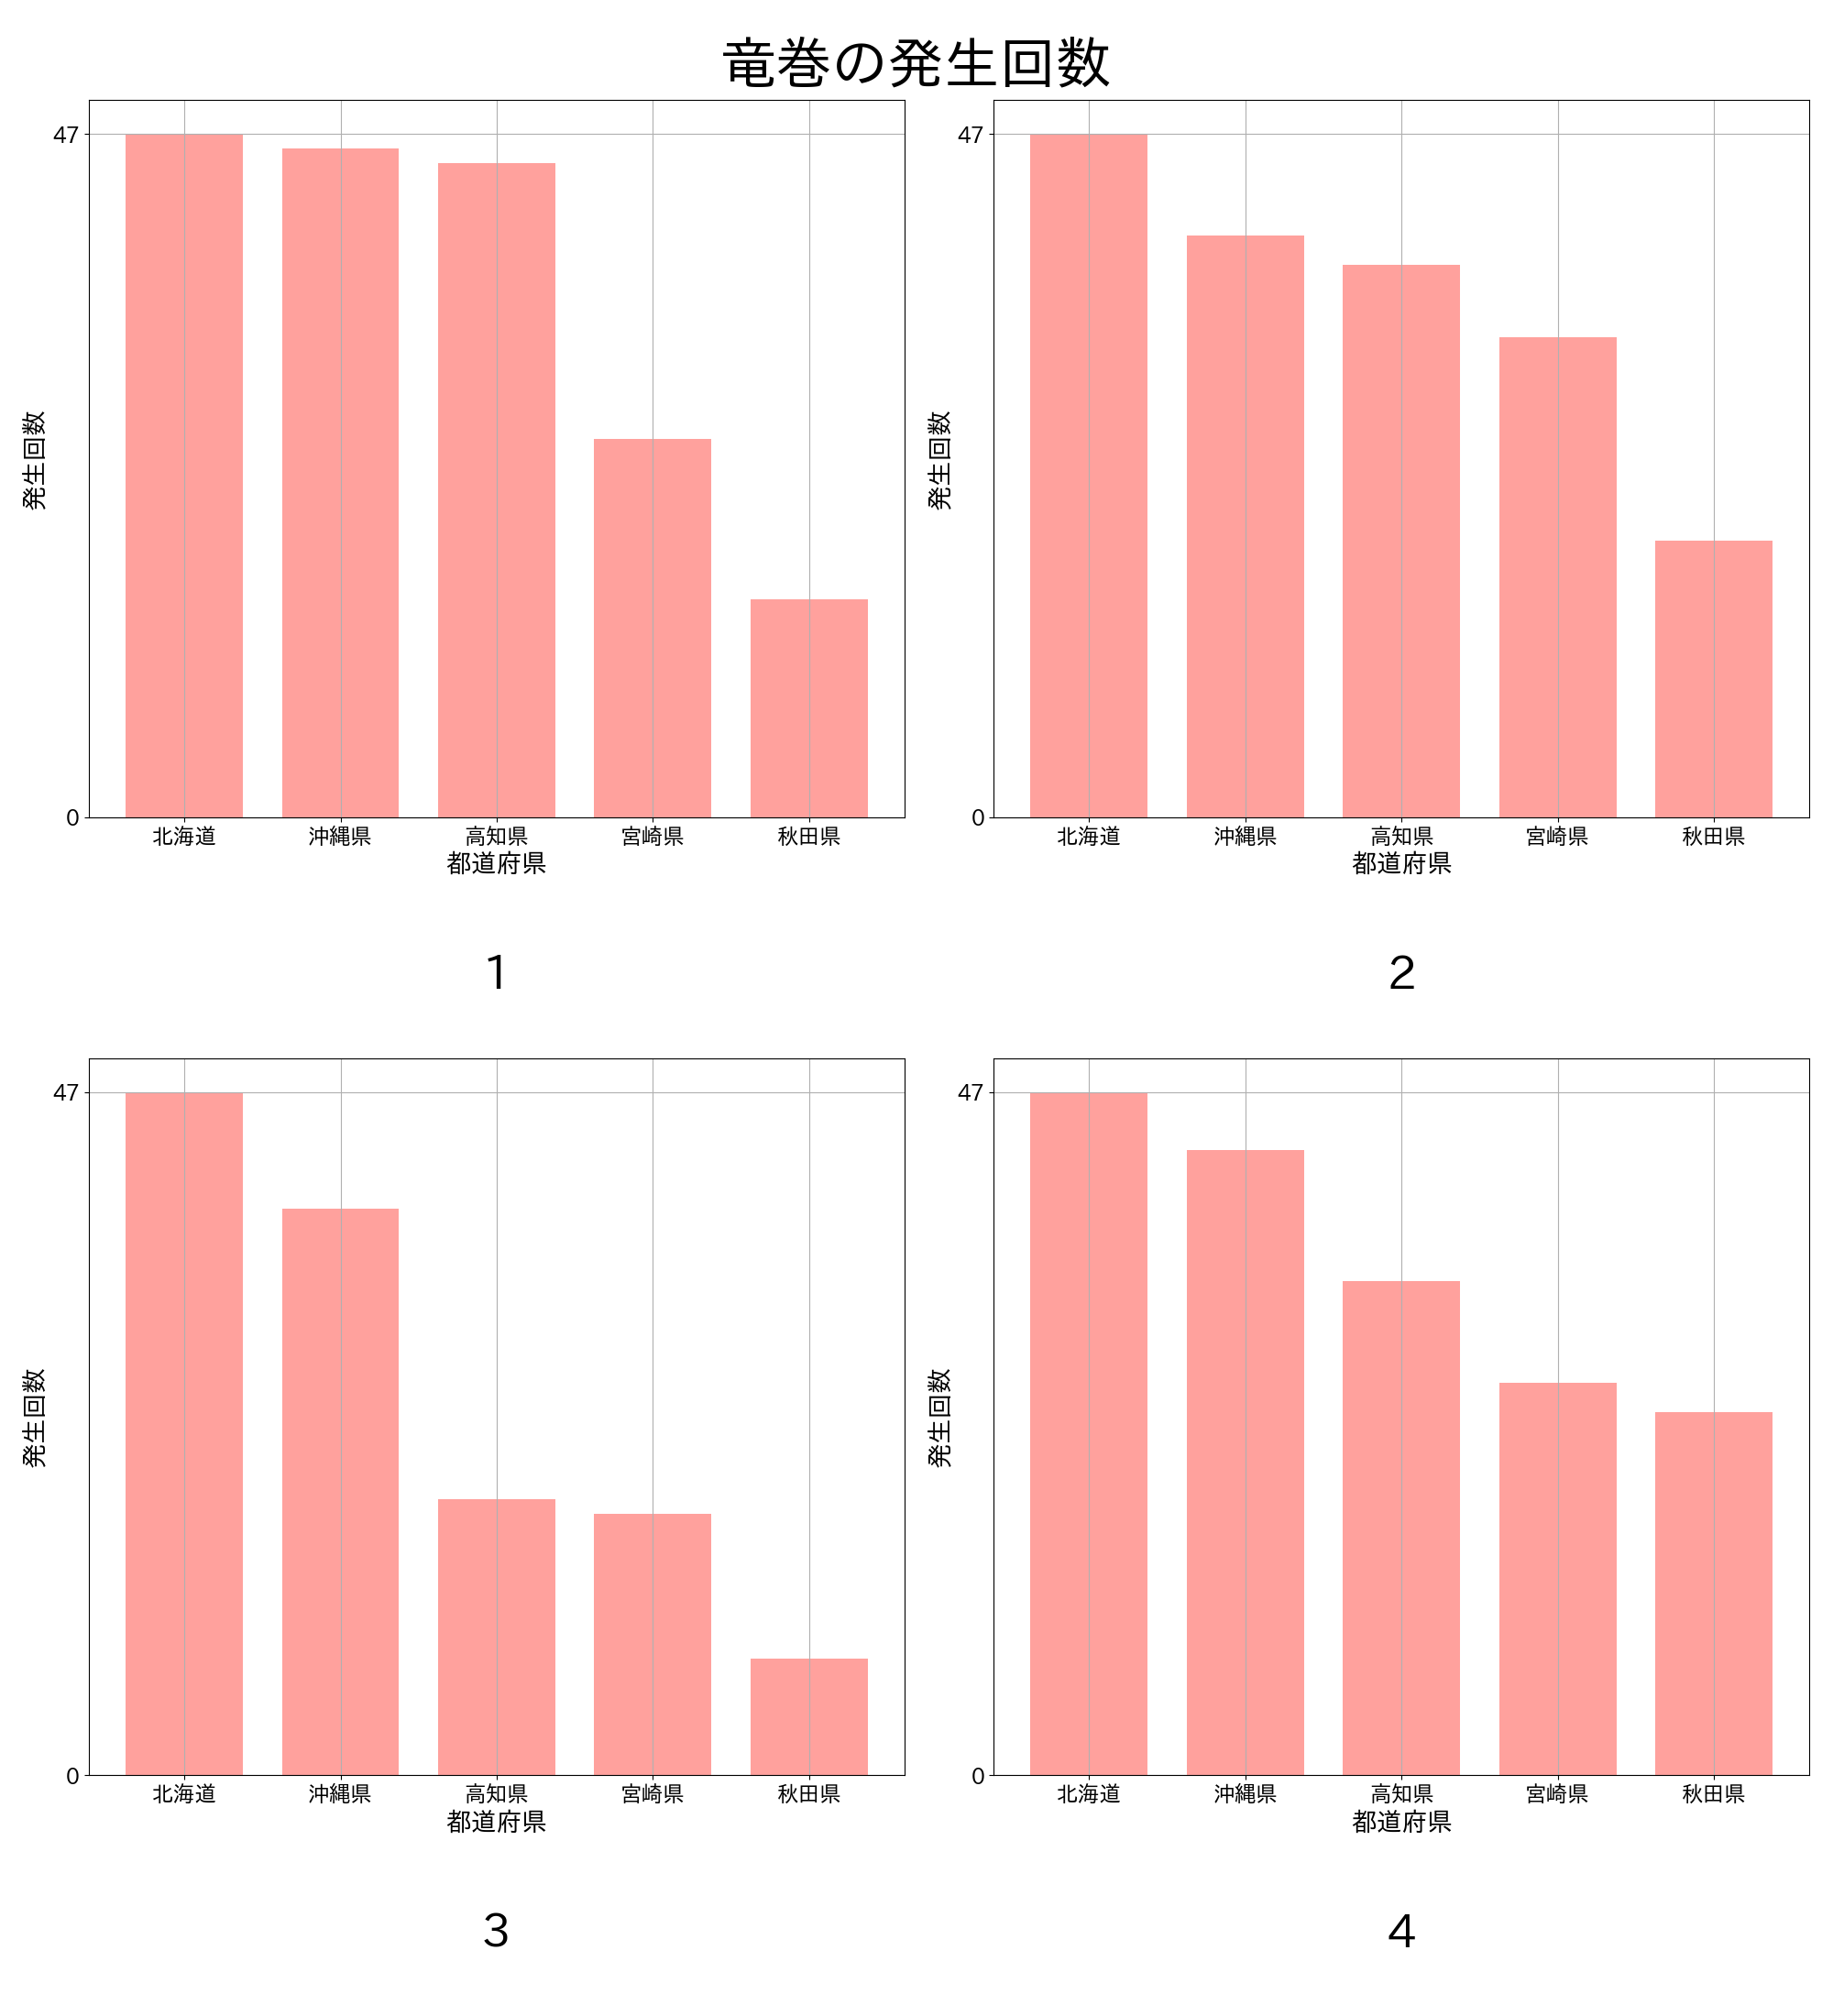 竜巻の発生回数
47
0
発生回数
北海道 沖縄県 高知県 宮崎県 秋田県
都道府県
1
47
0
発生回数
北海道 沖縄県 高知県 宮崎県 秋田県
都道府県
2
47
0
発生回数
北海道 沖縄県 高知県 宮崎県 秋田県
都道府県
3
47
0
発生回数
北海道 沖縄県 高知県 宮崎県 秋田県
都道府県
4